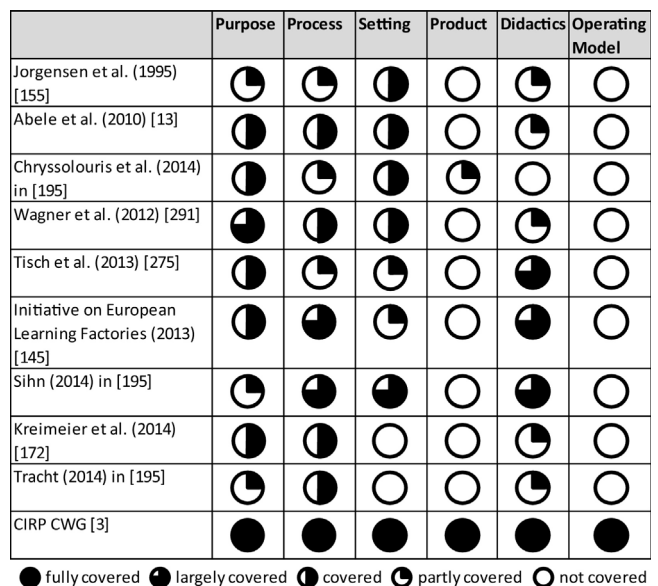 Purpose Process Setting Product Didactics Operating
Model
Jorgensen et al. (1995)
[155]
Abele et al. (2010) [13]
Chryssolouris et al. (2014)
in [195]
Wagner et al. (2012) [291]
Tisch et al. (2013) [275]
Initiative on European
Learning Factories (2013)
[145]
Sihn (2014) in [195]
Kreimeier et al. (2014)
[172]
Tracht (2014) in [195]
CIRP CWG [3]
fully covered largely covered covered partly covered not covered